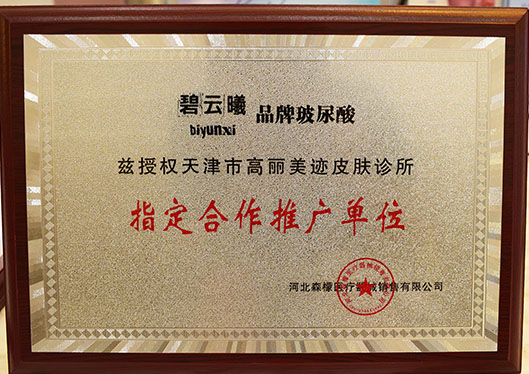 碧云曦 品牌玻尿酸
biyunxi
兹授权天津市高丽美迹皮肤诊所
指定合作推广单位
河北森檬医疗器械销售有限公司